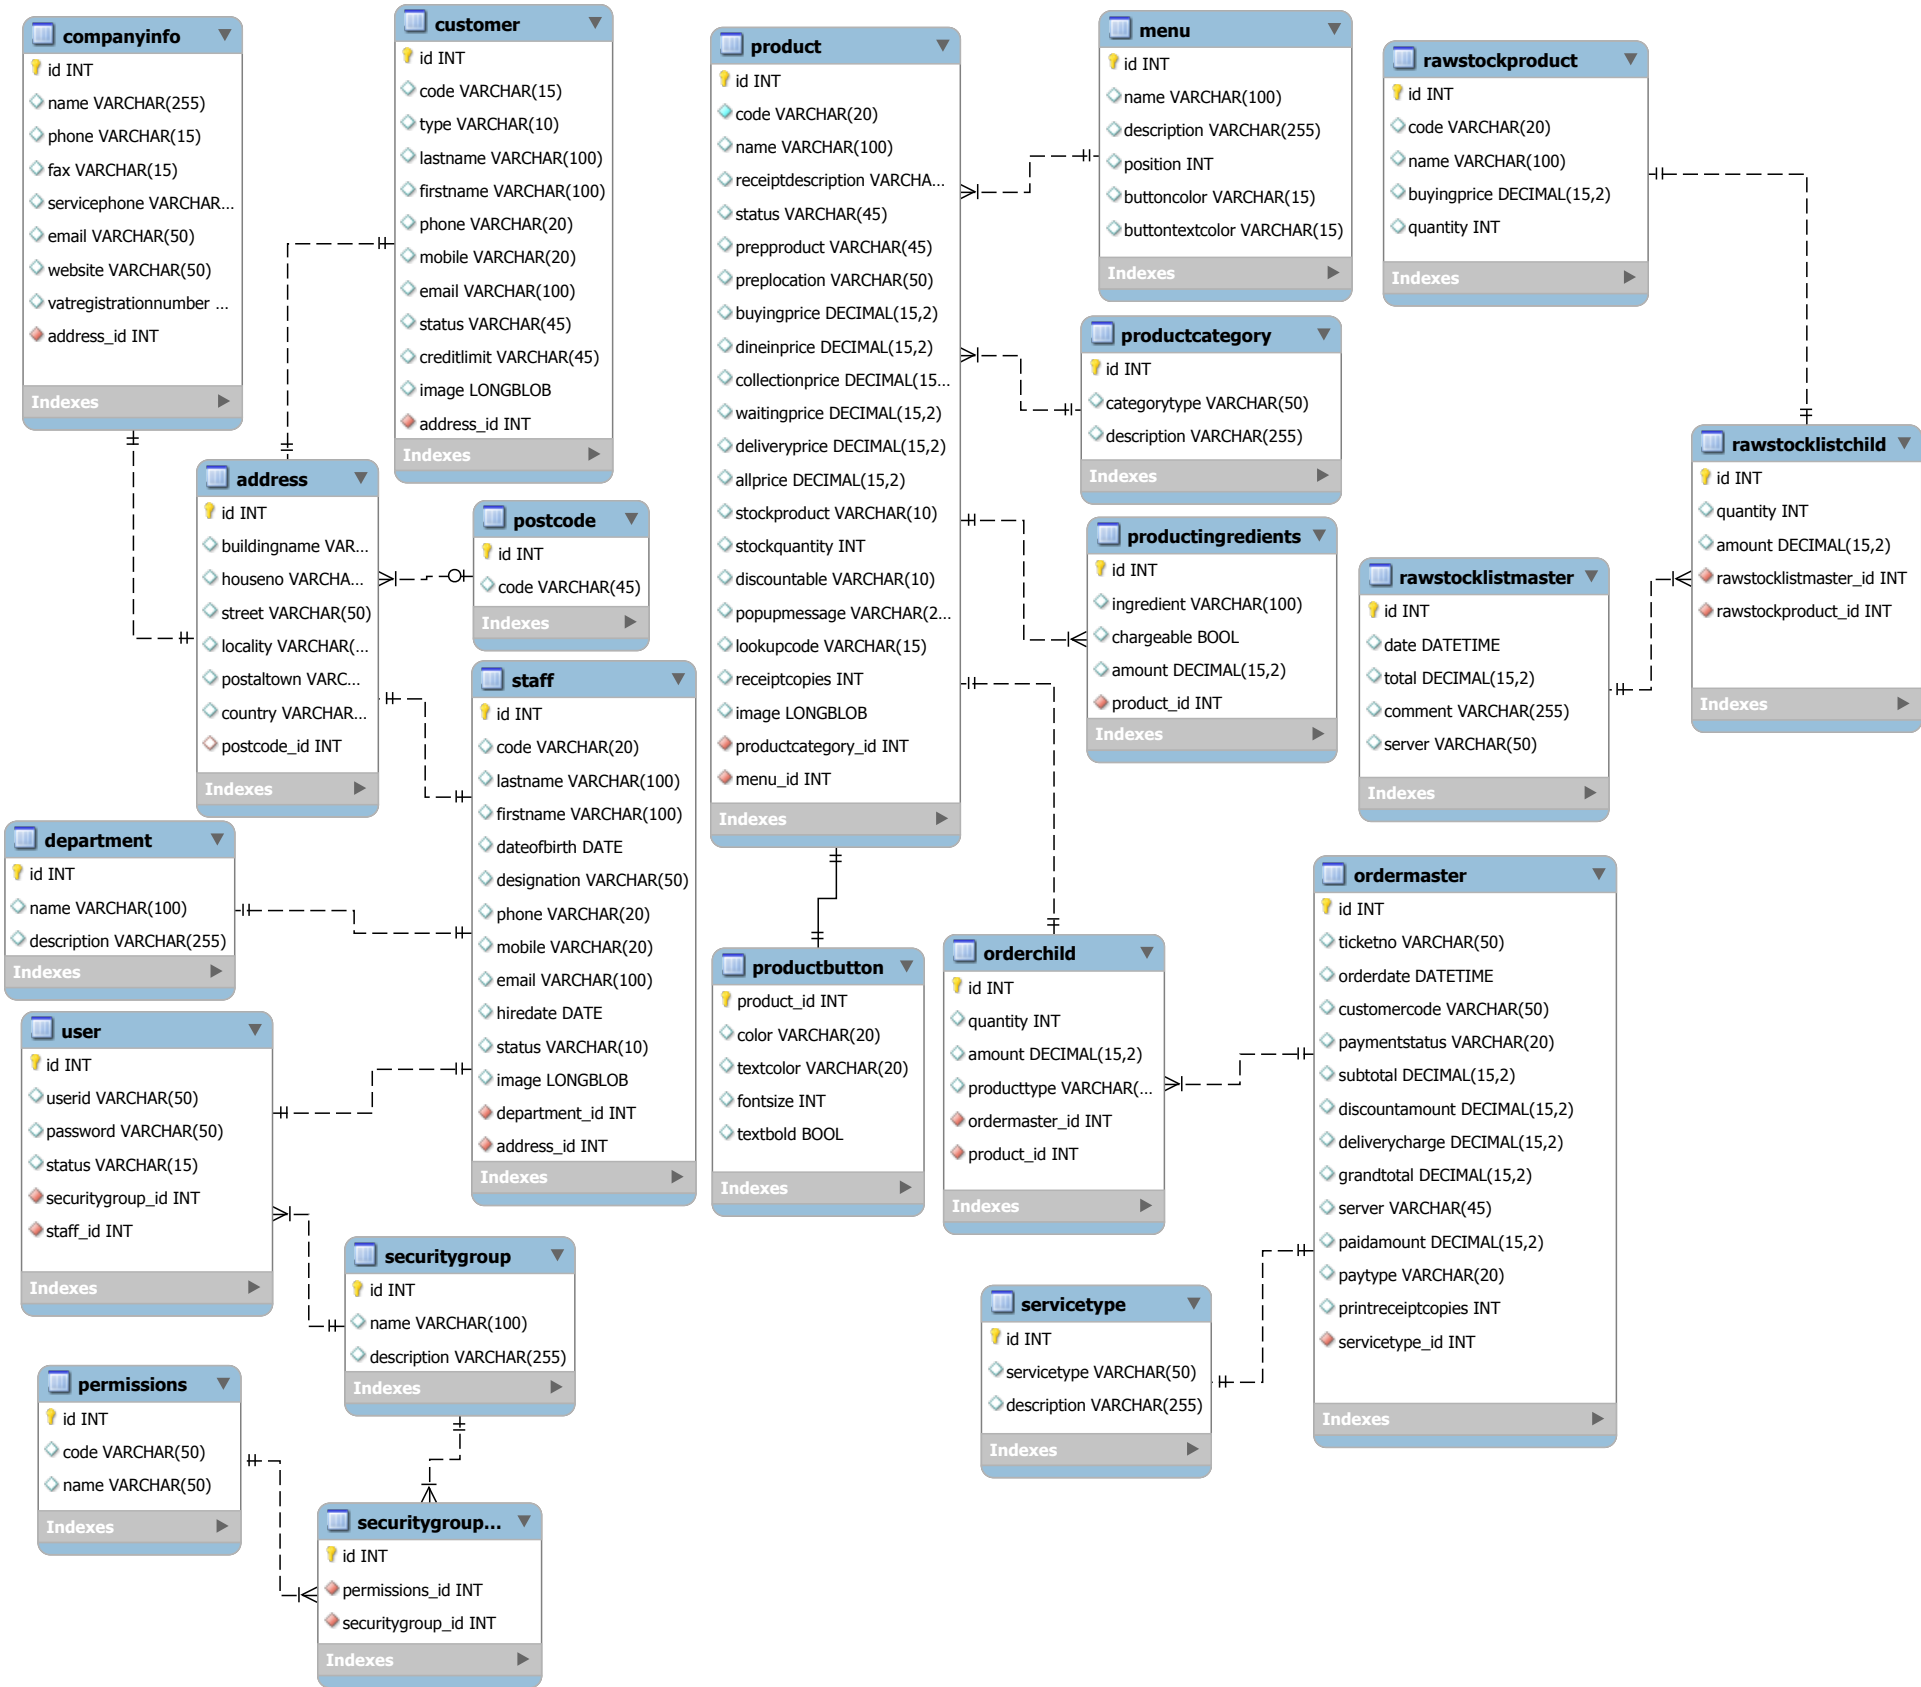 companyinfo
id INT
name VARCHAR(255)
phone VARCHAR(15)
fax VARCHAR(15)
servicephone VARCHAR...
email VARCHAR(50)
website VARCHAR(50)
vatregistrationnumber ...
address_id INT
Indexes
customer
id INT
code VARCHAR(15)
type VARCHAR(10)
lastname VARCHAR(100)
firstname VARCHAR(100)
phone VARCHAR(20)
mobile VARCHAR(20)
email VARCHAR(100)
status VARCHAR(45)
creditlimit VARCHAR(45)
image LONGBLOB
address_id INT
Indexes
product
id INT
code VARCHAR(20)
name VARCHAR(100)
receiptdescription VARCHA...
status VARCHAR(45)
prepproduct VARCHAR(45)
preplocation VARCHAR(50)
buyingprice DECIMAL(15,2)
dineinprice DECIMAL(15,2)
collectionprice DECIMAL(15...
waitingprice DECIMAL(15,2)
deliveryprice DECIMAL(15,2)
allprice DECIMAL(15,2)
stockproduct VARCHAR(10)
stockquantity INT
discountable VARCHAR(10)
popupmessage VARCHAR(2...
lookupcode VARCHAR(15)
receiptcopies INT
image LONGBLOB
productcategory_id INT
menu_id INT
Indexes
menu
id INT
name VARCHAR(100)
description VARCHAR(255)
position INT
buttoncolor VARCHAR(15)
buttontextcolor VARCHAR(15)
Indexes
rawstockproduct
id INT
code VARCHAR(20)
name VARCHAR(100)
buyingprice DECIMAL(15,2)
quantity INT
Indexes
productcategory
id INT
categorytype VARCHAR(50)
description VARCHAR(255)
Indexes
address
id INT
buildingname VAR...
houseno VARCHA...
street VARCHAR(50)
locality VARCHAR(...
postaltown VARC...
country VARCHAR...
postcode_id INT
Indexes
postcode
id INT
code VARCHAR(45)
Indexes
productingredients
id INT
ingredient VARCHAR(100)
chargeable BOOL
amount DECIMAL(15,2)
product_id INT
Indexes
rawstocklistmaster
id INT
date DATETIME
total DECIMAL(15,2)
comment VARCHAR(255)
server VARCHAR(50)
Indexes
rawstocklistchild
id INT
quantity INT
amount DECIMAL(15,2)
rawstocklistmaster_id INT
rawstockproduct_id INT
Indexes
staff
id INT
code VARCHAR(20)
lastname VARCHAR(100)
firstname VARCHAR(100)
dateofbirth DATE
designation VARCHAR(50)
phone VARCHAR(20)
mobile VARCHAR(20)
email VARCHAR(100)
hiredate DATE
status VARCHAR(10)
image LONGBLOB
department_id INT
address_id INT
Indexes
department
id INT
name VARCHAR(100)
description VARCHAR(255)
Indexes
user
id INT
userid VARCHAR(50)
password VARCHAR(50)
status VARCHAR(15)
securitygroup_id INT
staff_id INT
Indexes
productbutton
product_id INT
color VARCHAR(20)
textcolor VARCHAR(20)
fontsize INT
textbold BOOL
Indexes
orderchild
id INT
quantity INT
amount DECIMAL(15,2)
producttype VARCHAR(...
ordermaster_id INT
product_id INT
Indexes
ordermaster
id INT
ticketno VARCHAR(50)
orderdate DATETIME
customercode VARCHAR(50)
paymentstatus VARCHAR(20)
subtotal DECIMAL(15,2)
discountamount DECIMAL(15,2)
deliverycharge DECIMAL(15,2)
grandtotal DECIMAL(15,2)
server VARCHAR(45)
paidamount DECIMAL(15,2)
paytype VARCHAR(20)
printreceiptcopies INT
servicetype_id INT
Indexes
securitygroup
id INT
name VARCHAR(100)
description VARCHAR(255)
Indexes
servicetype
id INT
servicetype VARCHAR(50)
description VARCHAR(255)
Indexes
permissions
id INT
code VARCHAR(50)
name VARCHAR(50)
Indexes
securitygroup...
id INT
permissions_id INT
securitygroup_id INT
Indexes